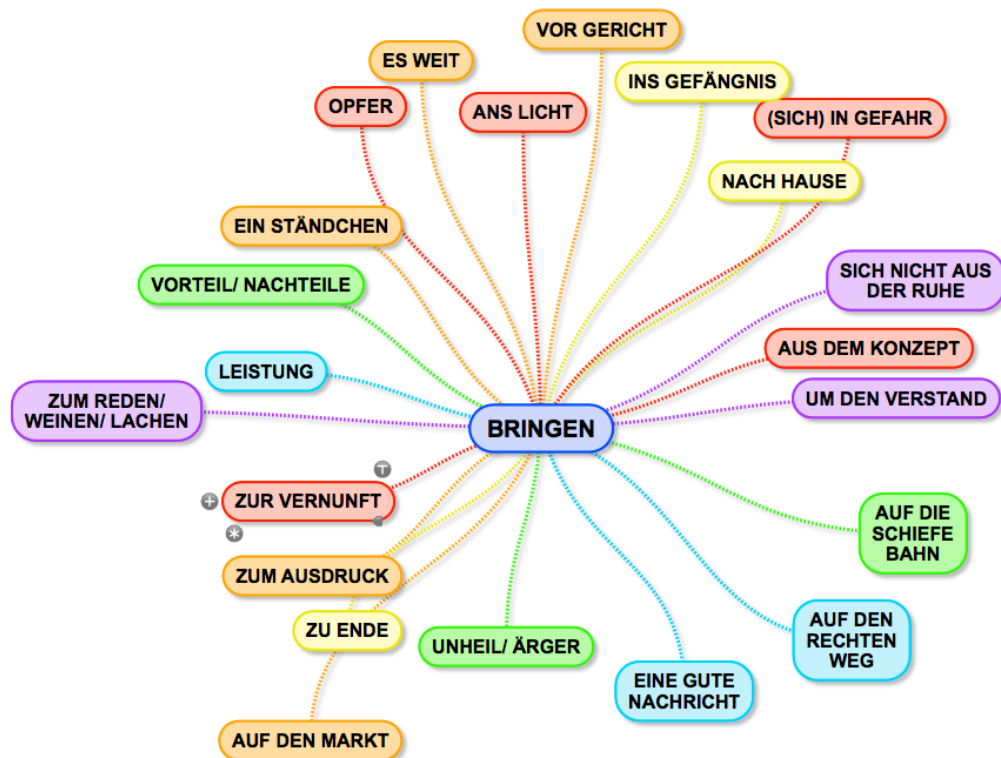 VOR GERICHT
ES WEIT
INS GEFÄNGNIS
OPFER
ANS LICHT
(SICH) IN GEFAHR
NACH HAUSE
EIN STÄNDCHEN
VORTEIL/ NACHTEILE
SICH NICHT AUS
DER RUHE
LEISTUNG
AUS DEM KONZEPT
ZUM REDEN/
WEINEN/ LACHEN
UM DEN VERSTAND
BRINGEN
ZUR VERNUNFT
AUF DIE
SCHIEFE
BAHN
ZUM AUSDRUCK
ZU ENDE
UNHEIL/ ÄRGER
AUF DEN
RECHTEN
WEG
EINE GUTE
NACHRICHT
AUF DEN MARKT